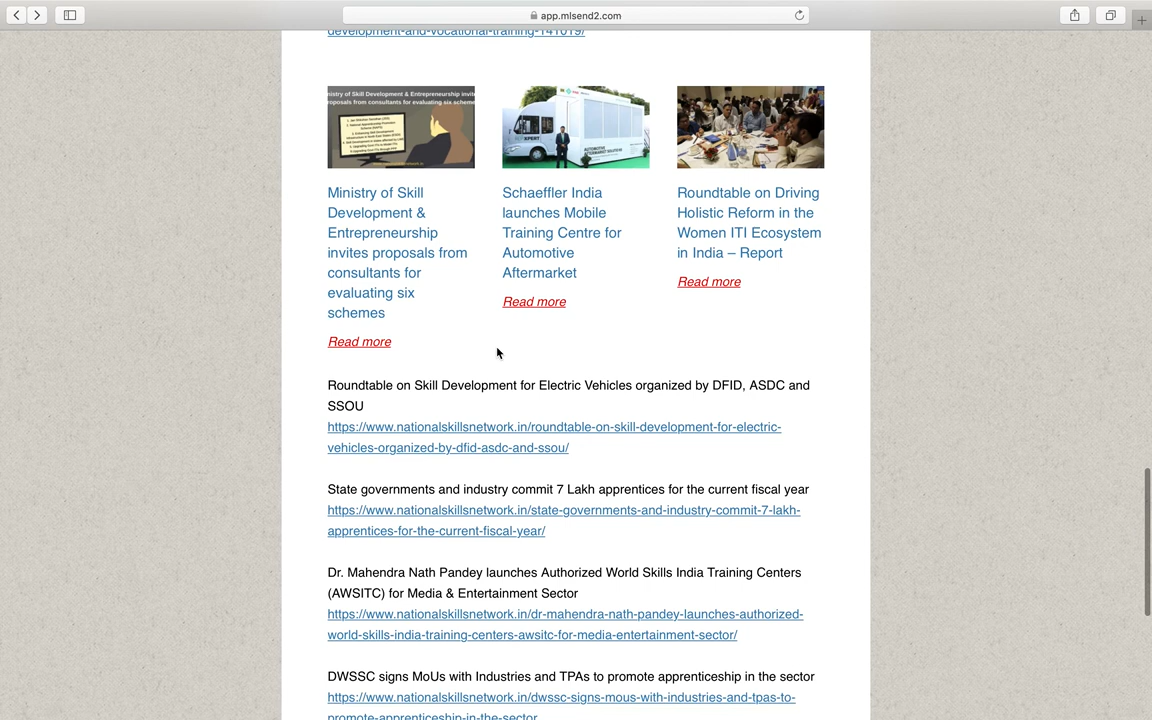 app.mlsend2.com
development-and-vocational-training-141019/
Ministry of Skill Development & Entrepreneurship invites
proposals from consultants for evaluating six schemes
Ministry of Skill
Development &
Entrepreneurship
invites proposals from
consultants for
evaluating six
schemes
Read more
Schaeffler India
launches Mobile
Training Centre for
Automotive
Aftermarket
Read more
Roundtable on Driving
Holistic Reform in the
Women ITI Ecosystem
in India – Report
Read more
Roundtable on Skill Development for Electric Vehicles organized by DFID, ASDC and
SSOU
https://www.nationalskillsnetwork.in/roundtable-on-skill-development-for-electric-
vehicles-organized-by-dfid-asdc-and-ssou/
State governments and industry commit 7 Lakh apprentices for the current fiscal year
https://www.nationalskillsnetwork.in/state-governments-and-industry-commit-7-lakh-
apprentices-for-the-current-fiscal-year/
Dr. Mahendra Nath Pandey launches Authorized World Skills India Training Centers
(AWSITC) for Media & Entertainment Sector
https://www.nationalskillsnetwork.in/dr-mahendra-nath-pandey-launches-authorized-
world-skills-india-training-centers-awsitc-for-media-entertainment-sector/
DWSSC signs MoUs with Industries and TPAs to promote apprenticeship in the sector
https://www.nationalskillsnetwork.in/dwssc-signs-mous-with-industries-and-tpas-to-
promote-apprenticeship-in-the-sector